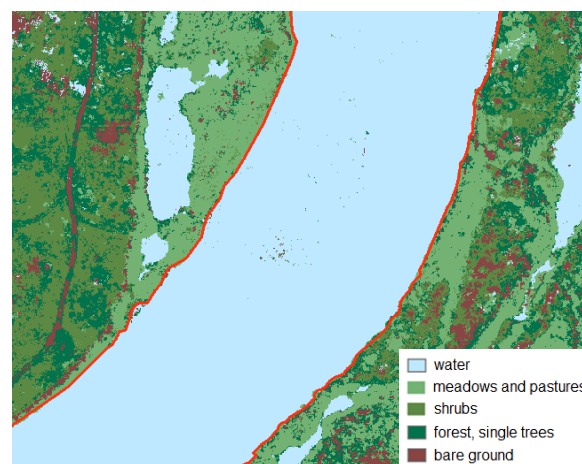 water
meadows and pastures
shrubs
forest, single trees
bare ground